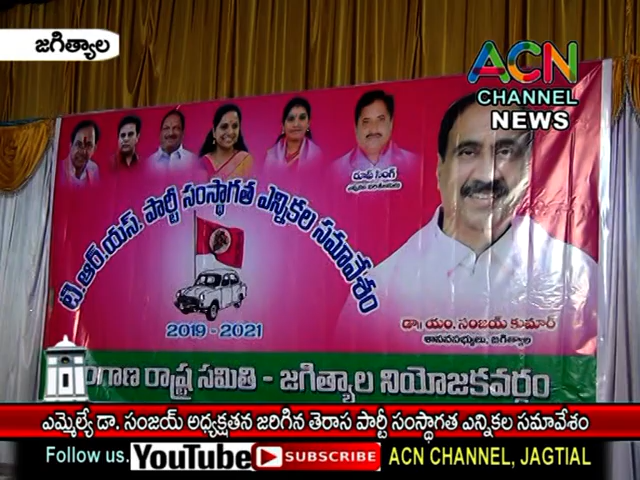 జగిత్యాల
ACN
CHANNEL
NEWS
రూప్ సింగ్
టి.ఆర్.యస్. పార్టీ సంస్థాగత ఎన్నికల సమావేశం
2019 - 2021
డా॥ యం. సంజయ్ కుమార్
శాసనసభ్యులు, జగిత్యాల
రాష్ట్ర సమితి - జగిత్యాల నియోజకవర్గం
ఎమ్మెల్యే డా. సంజయ్ అధ్యక్షతన జరిగిన తెరాస పార్టీ సంస్థాగత ఎన్నికల సమావేశం
Follow us. YouTube SUBSCRIBE ACN CHANNEL, JAGTIAL